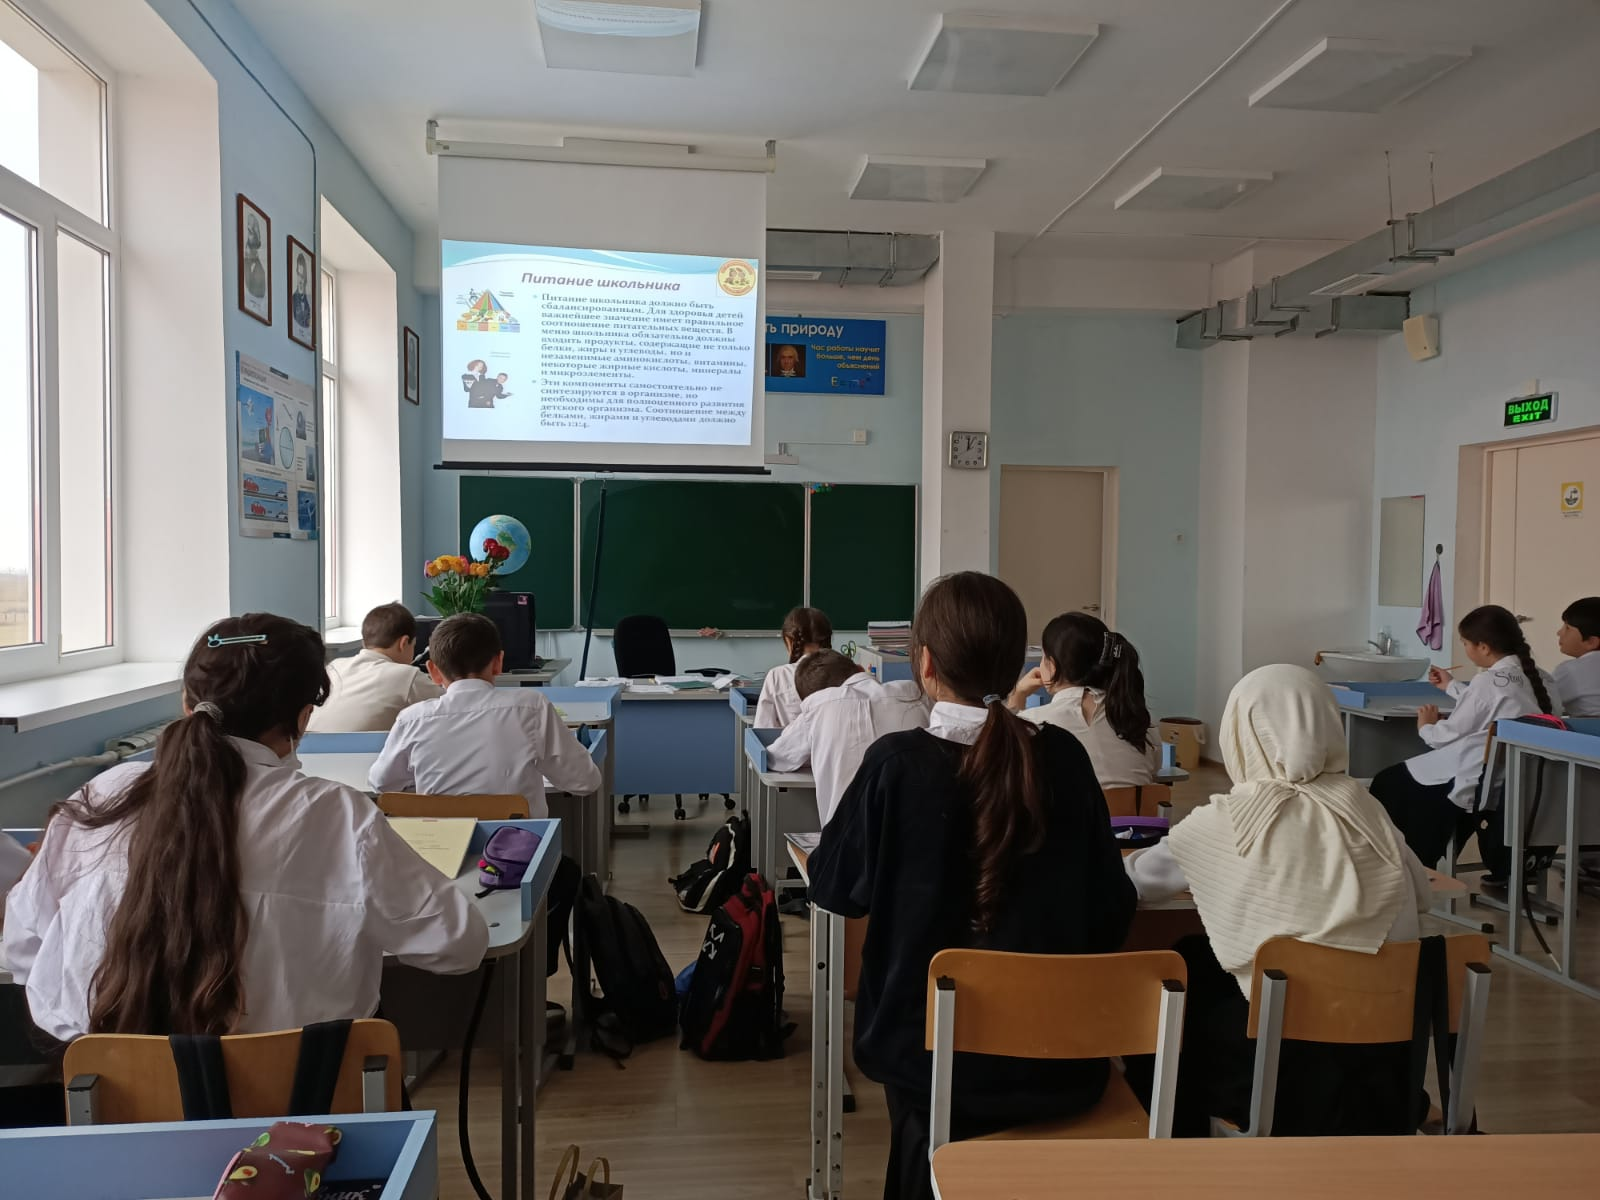 Питание школьника
Питание школьника должно быть
сбалансированным. Для здоровья детей
важнейшее значение имеет правильное
соотношение питательных веществ. В
меню школьника обязательно должны
входить продукты, содержащие не только
белки, жиры и углеводы, но и
незаменимые аминокислоты, витамины,
некоторые жирные кислоты, минералы
и микроэлементы.
Эти компоненты самостоятельно не
синтезируются в организме, но
необходимы для полноценного развития
детского организма. Соотношение между
белками, жирами и углеводами должно
быть 1:1:4.
ть природу
Час работы научит
больше, чем день
объяснений
ВЫХОД
EXIT
Stay